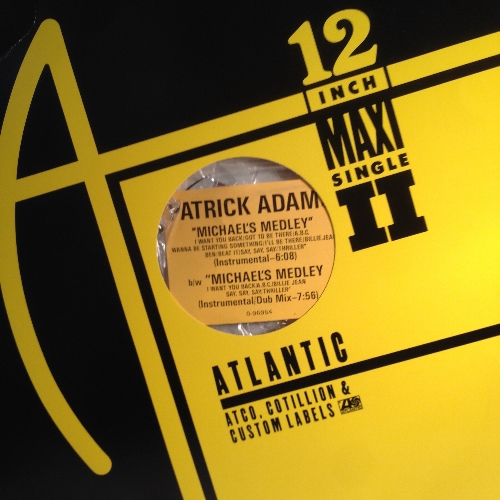 12
INCH
MAXI
SINGLE
II
ATRICK ADAM
"MICHAEL'S MEDLEY"
I WANT YOU BACK/GOT TO BE THERE/A.B.C.
WANNA BE STARTING SOMETHING/I'LL BE THERE/BILLIE JEAN
BEN/BEAT IT/SAY, SAY, SAY/THRILLER"
(Instrumental–6:08)
b/w "MICHAEL'S MEDLEY
I WANT YOU BACK/A.B.C./BILLIE JEAN
SAY, SAY, SAY/THRILLER"
(Instrumental/Dub Mix–7:56)
0-96954
ATLANTIC
ATCO, COTILLION &
CUSTOM LABELS